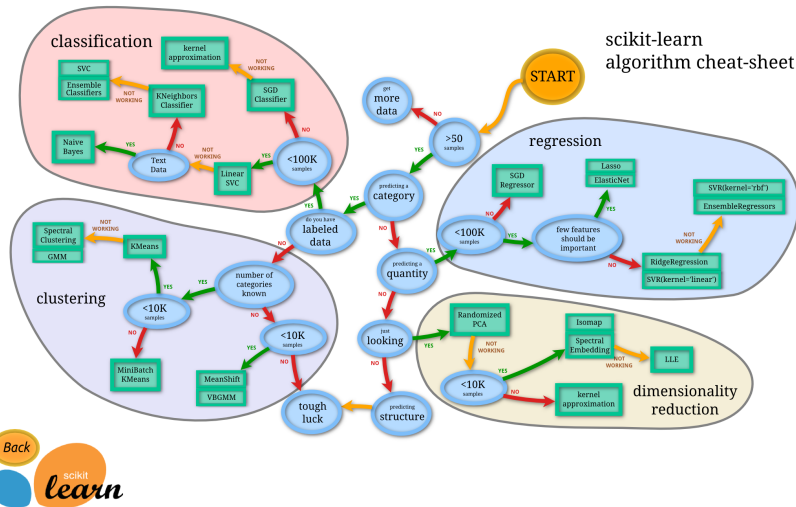 scikit-learn
algorithm cheat-sheet
START
get
more
data
NO
>50
samples
YES
predicting a
category
YES
NO
do you have
labeled
data
YES
NO
predicting a
quantity
YES
NO
just
looking
YES
NO
predicting
structure
tough
luck
classification
kernel
approximation
NOT
WORKING
SVC
Ensemble
Classifiers
NOT
WORKING
KNeighbors
Classifier
SGD
Classifier
NO
Naive
Bayes
YES
Text
Data
NO
NOT
WORKING
Linear
SVC
YES
<100K
samples
regression
SGD
Regressor
NO
<100K
samples
YES
Lasso
ElasticNet
YES
few features
should be
important
NO
SVR(kernel='rbf')
EnsembleRegressors
NOT
WORKING
RidgeRegression
SVR(kernel='linear')
clustering
Spectral
Clustering
GMM
NOT
WORKING
KMeans
YES
number of
categories
known
YES
NO
<10K
samples
NO
MiniBatch
KMeans
<10K
samples
YES
NO
MeanShift
VBGMM
dimensionality
reduction
Randomized
PCA
NOT
WORKING
<10K
samples
YES
NO
Isomap
Spectral
Embedding
NOT
WORKING
LLE
kernel
approximation
Back
scikit
learn